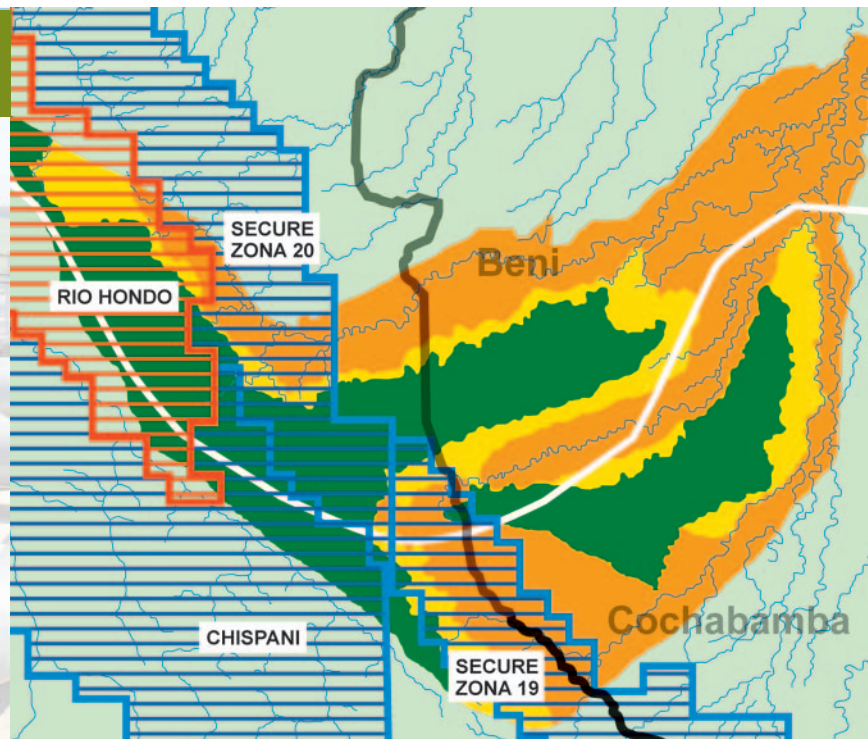 SECURE
ZONA 20
Beni
RIO HONDO
CHISPANI
Cochabamba
SECURE
ZONA 19